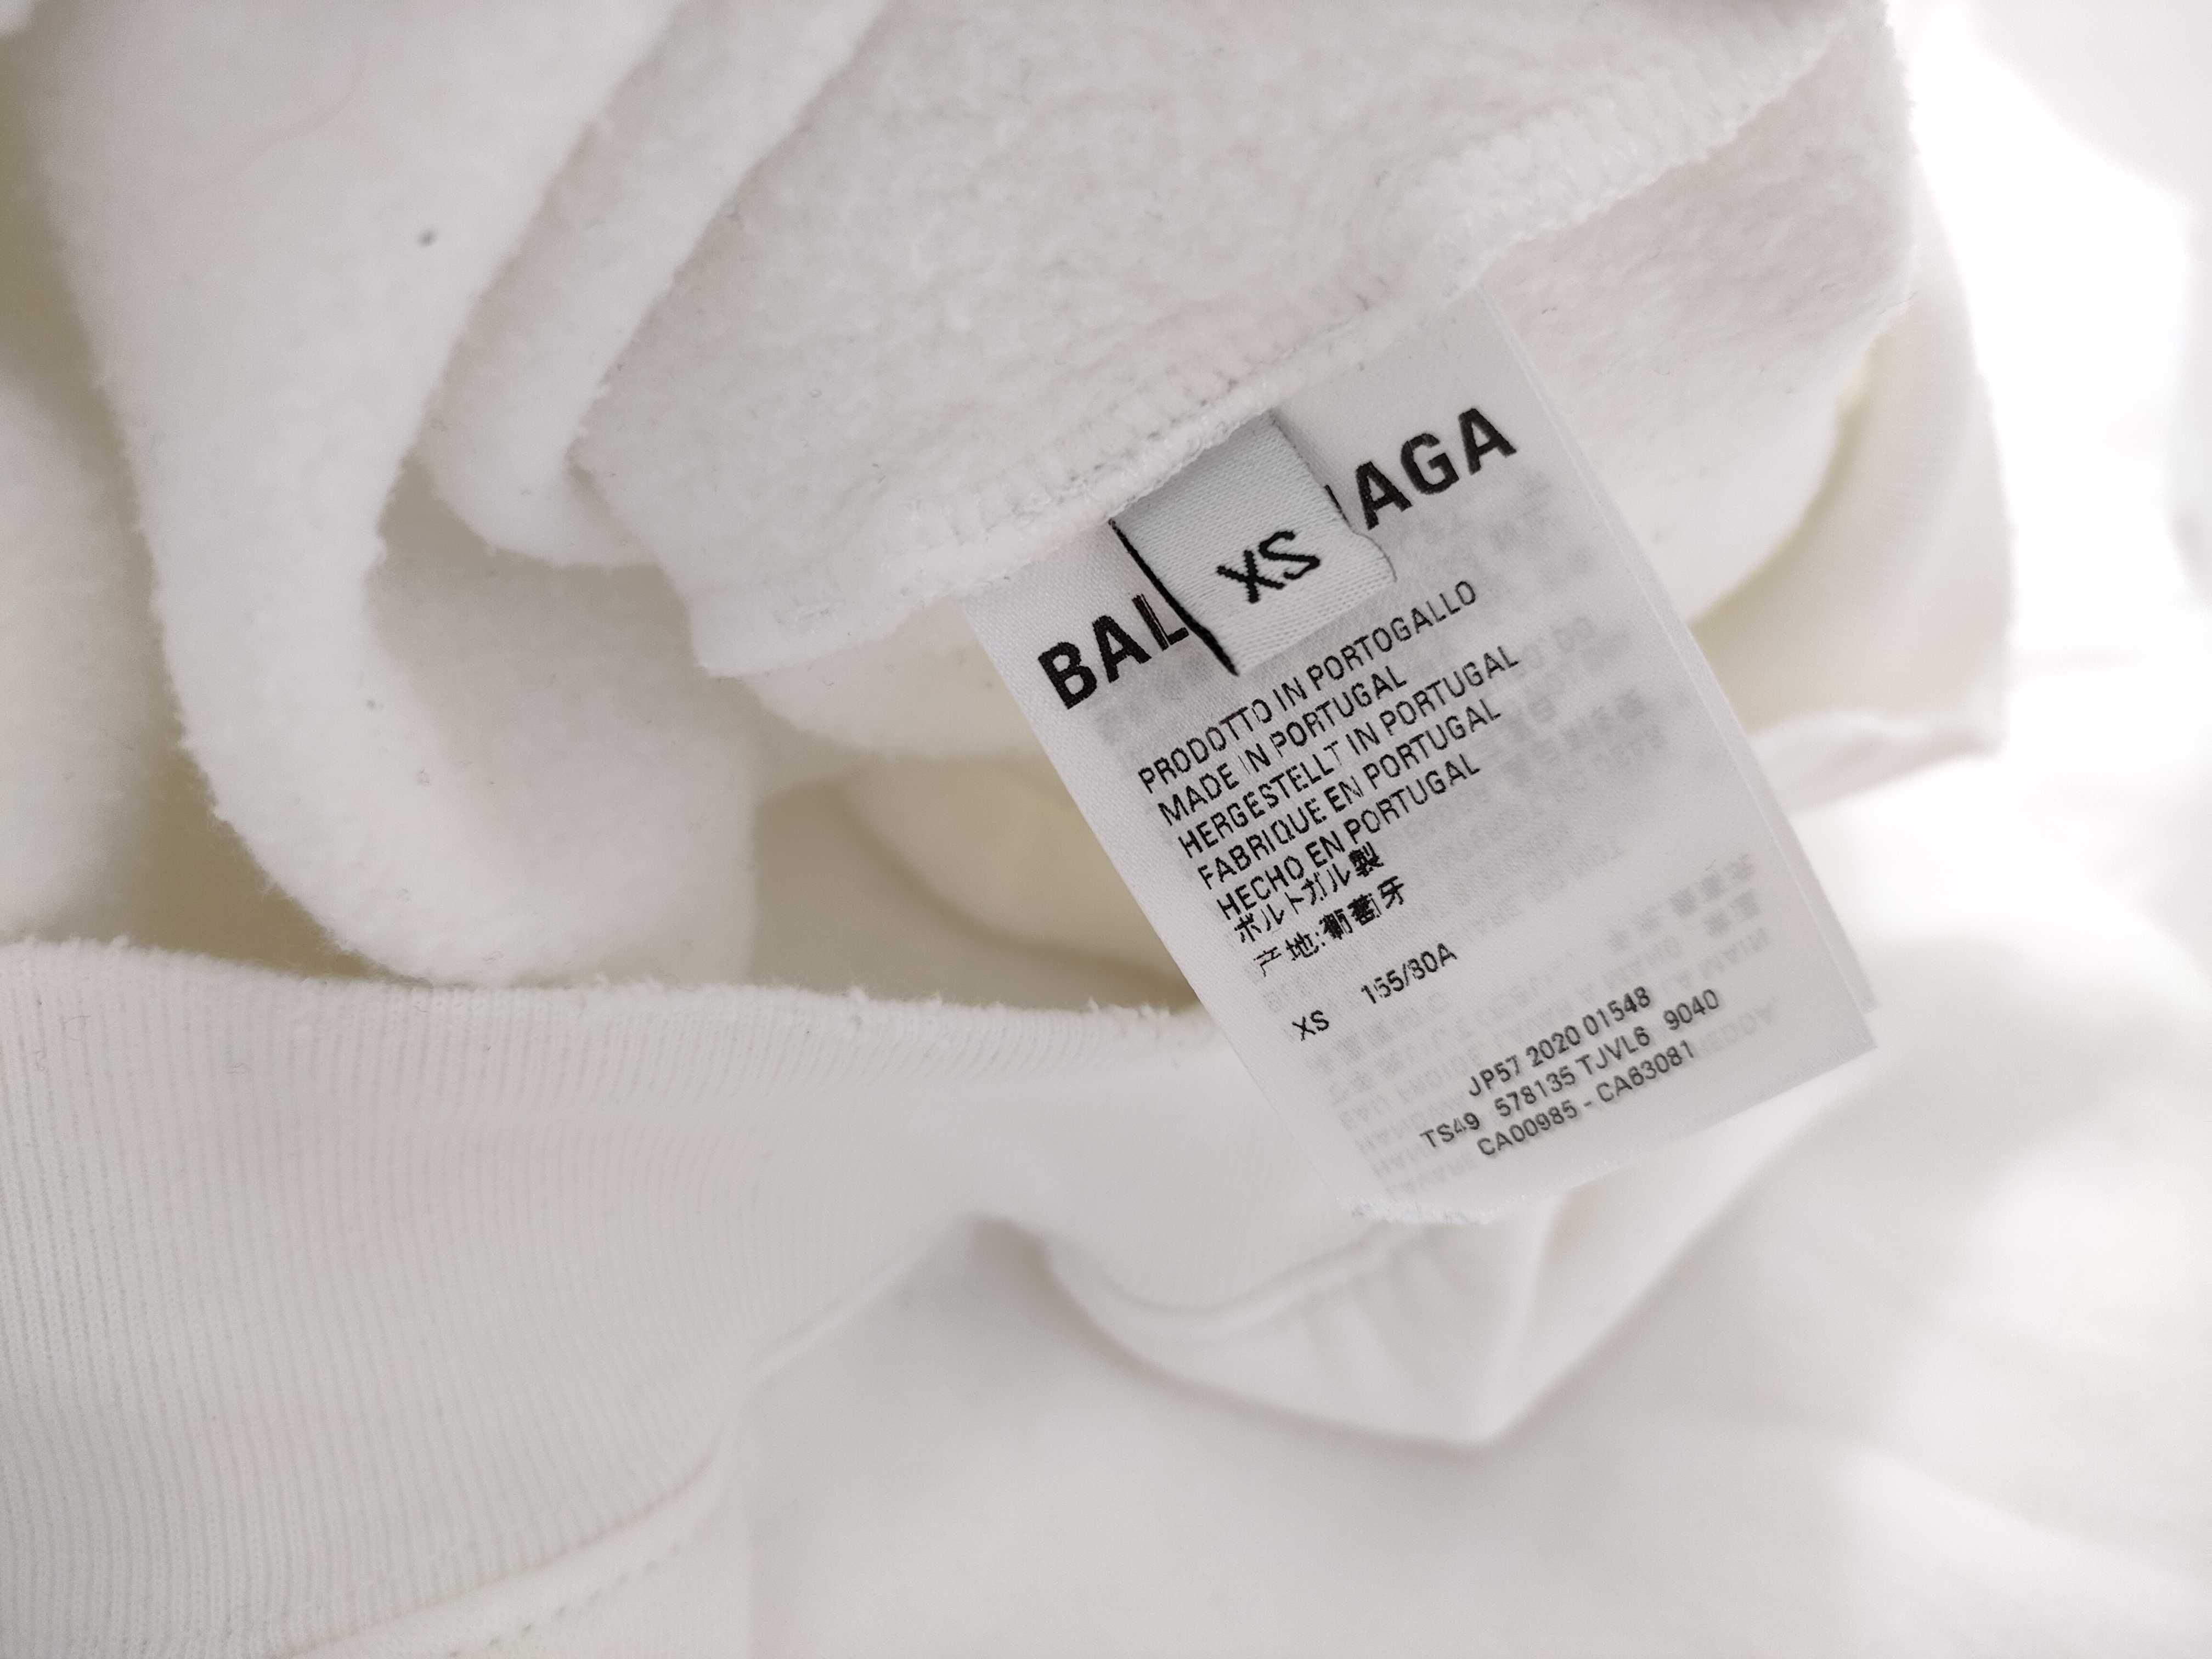 BAL AGA
XS
PRODOTTO IN PORTOGALLO
MADE IN PORTUGAL
HERGESTELLT IN PORTUGAL
FABRIQUE EN PORTUGAL
HECHO EN PORTUGAL
ポルトガル製
产地:葡萄牙
XS 155/80A
JP57 2020 01548
TS49 578135 TJVL6 9040
CA00985 - CA63081